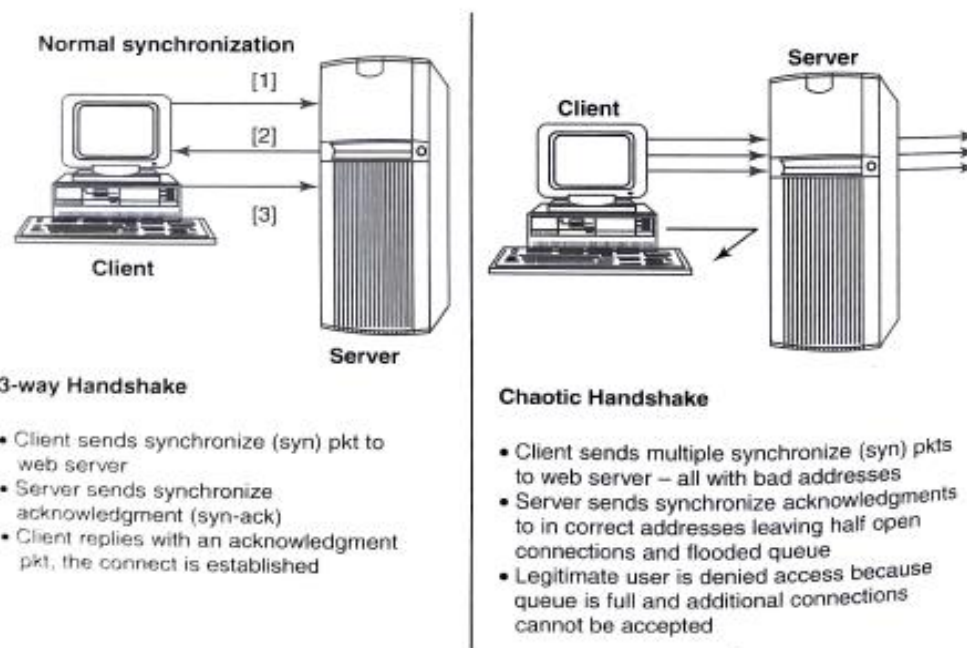 Normal synchronization
[1]
[2]
[3]
Client
Server
3-way Handshake
• Client sends synchronize (syn) pkt to
web server
• Server sends synchronize
acknowledgment (syn-ack)
• Client replies with an acknowledgment
pkt, the connect is established
Server
Client
Chaotic Handshake
• Client sends multiple synchronize (syn) pkts
to web server – all with bad addresses
• Server sends synchronize acknowledgments
to in correct addresses leaving half open
connections and flooded queue
• Legitimate user is denied access because
queue is full and additional connections
cannot be accepted